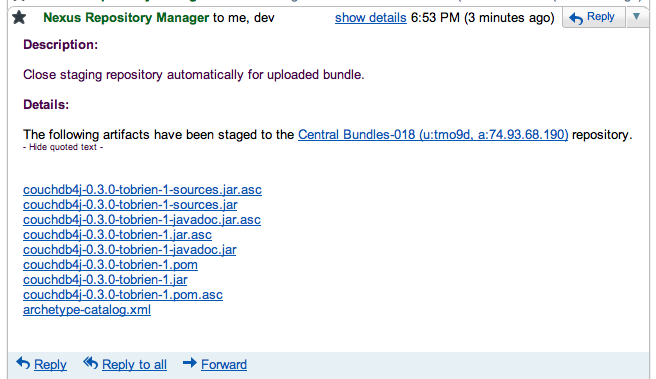 Nexus Repository Manager to me, dev show details 6:53 PM (3 minutes ago) Reply
Description:
Close staging repository automatically for uploaded bundle.
Details:
The following artifacts have been staged to the Central Bundles-018 (u:tmo9d, a:74.93.68.190) repository.
- Hide quoted text -
couchdb4j-0.3.0-tobrien-1-sources.jar.asc
couchdb4j-0.3.0-tobrien-1-sources.jar
couchdb4j-0.3.0-tobrien-1-javadoc.jar.asc
couchdb4j-0.3.0-tobrien-1.jar.asc
couchdb4j-0.3.0-tobrien-1-javadoc.jar
couchdb4j-0.3.0-tobrien-1.pom
couchdb4j-0.3.0-tobrien-1.jar
couchdb4j-0.3.0-tobrien-1.pom.asc
archetype-catalog.xml
Reply Reply to all Forward